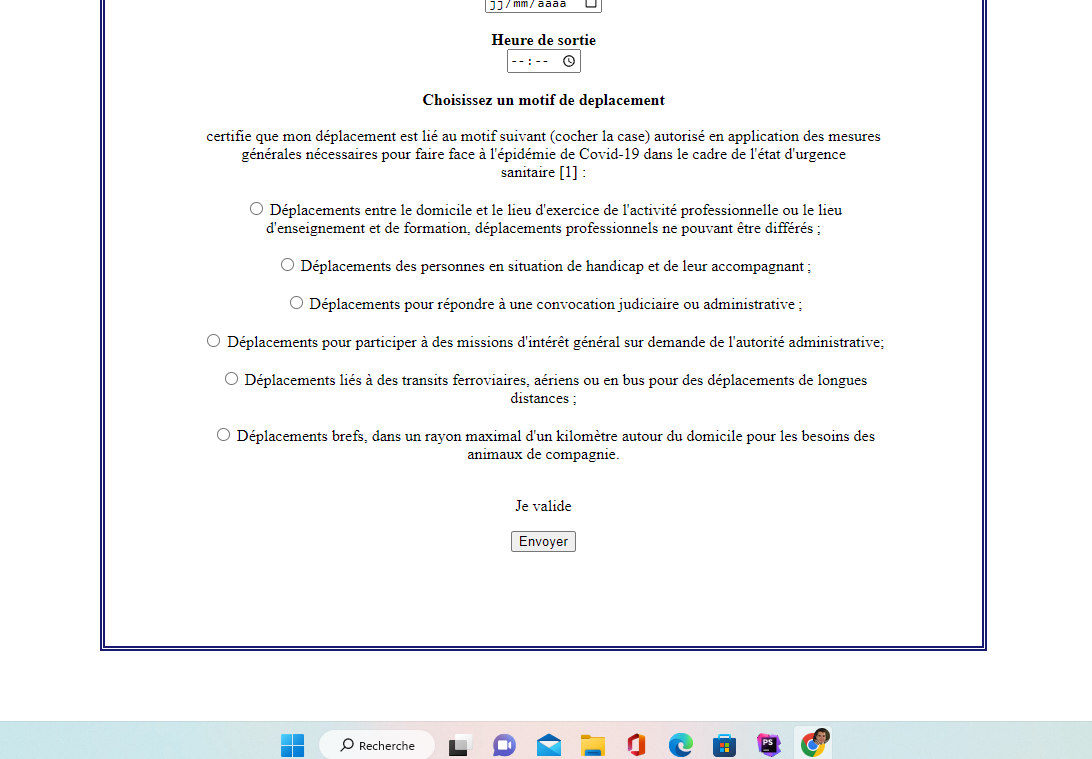 jj/mm/aaaa
Heure de sortie
--:--
Choisissez un motif de deplacement
certifie que mon déplacement est lié au motif suivant (cocher la case) autorisé en application des mesures
générales nécessaires pour faire face à l'épidémie de Covid-19 dans le cadre de l'état d'urgence
sanitaire [1] :
Déplacements entre le domicile et le lieu d'exercice de l'activité professionnelle ou le lieu
d'enseignement et de formation, déplacements professionnels ne pouvant être différés ;
Déplacements des personnes en situation de handicap et de leur accompagnant ;
Déplacements pour répondre à une convocation judiciaire ou administrative ;
Déplacements pour participer à des missions d'intérêt général sur demande de l'autorité administrative;
Déplacements liés à des transits ferroviaires, aériens ou en bus pour des déplacements de longues
distances ;
Déplacements brefs, dans un rayon maximal d'un kilomètre autour du domicile pour les besoins des
animaux de compagnie.
Je valide
Envoyer
Recherche
PS